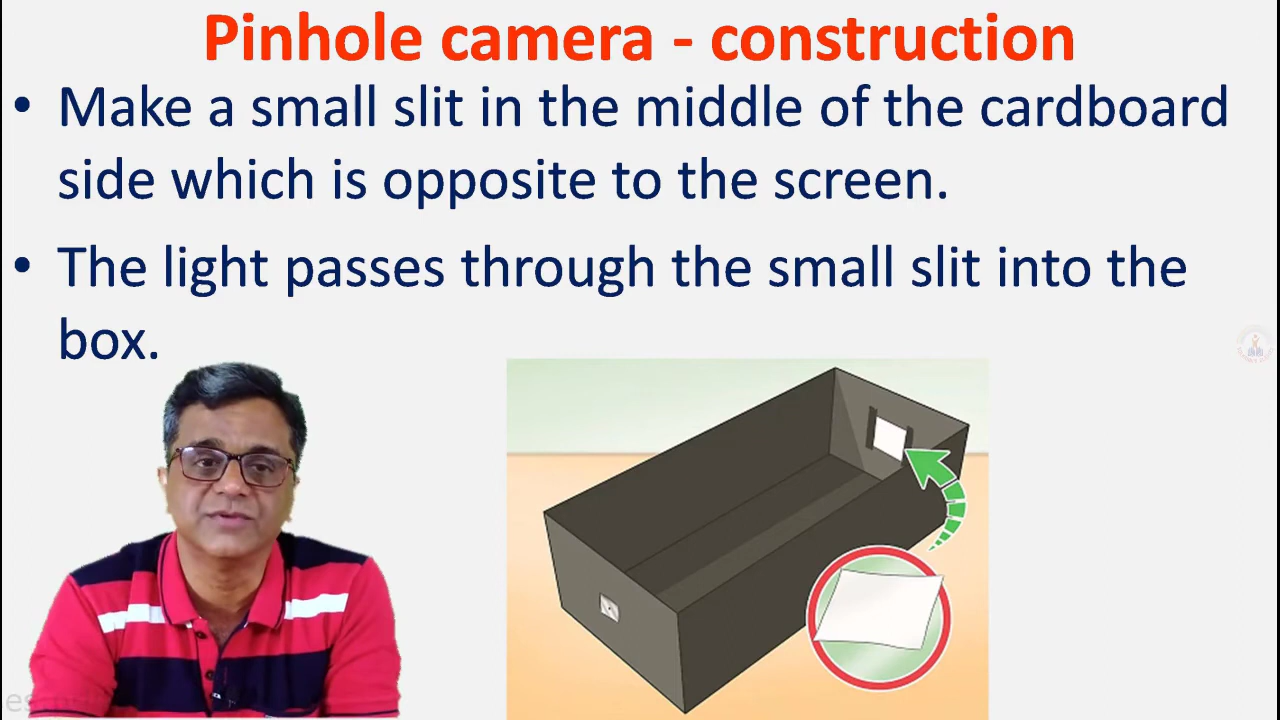 Pinhole camera - construction
• Make a small slit in the middle of the cardboard
side which is opposite to the screen.
• The light passes through the small slit into the
box.